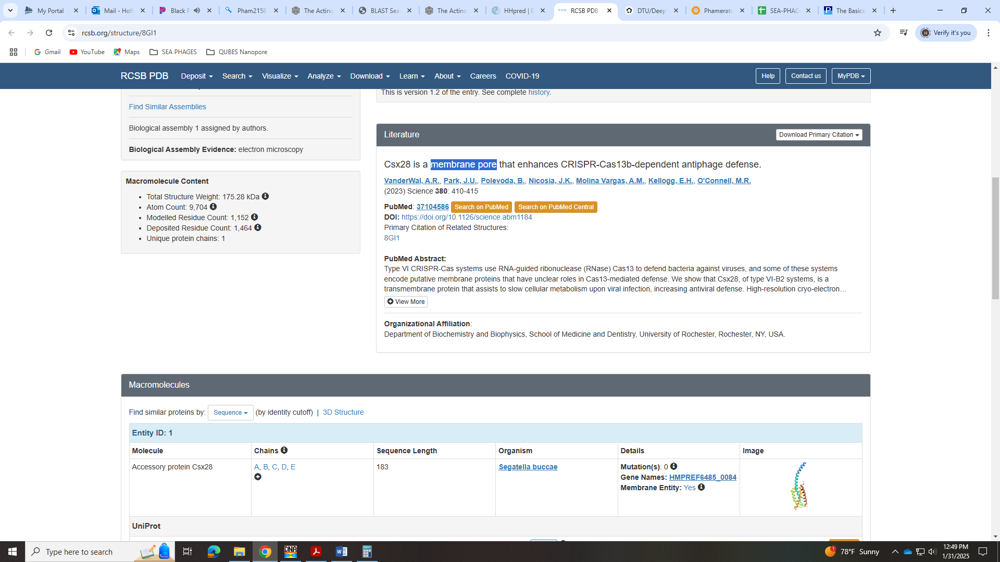 My Portal
Mail - Holl
Black P
Pham2158
The Actino
BLAST Sea
The Actino
HHpred | B
RCSB PDB
DTU/Deep
Phamerato
SEA-PHAG
The Basics
rcsb.org/structure/8GI1
Verify it's you
Gmail
YouTube
Maps
SEA PHAGES
QUBES Nanopore
RCSB PDB
Deposit
Search
Visualize
Analyze
Download
Learn
About
Careers
COVID-19
Help
Contact us
MyPDB
This is version 1.2 of the entry. See complete history.
Find Similar Assemblies
Biological assembly 1 assigned by authors.
Biological Assembly Evidence: electron microscopy
Macromolecule Content
Total Structure Weight: 175.28 kDa
Atom Count: 9,704
Modelled Residue Count: 1,152
Deposited Residue Count: 1,464
Unique protein chains: 1
Literature
Download Primary Citation
Csx28 is a membrane pore that enhances CRISPR-Cas13b-dependent antiphage defense.
VanderWal, A.R., Park, J.U., Polevoda, B., Nicosia, J.K., Molina Vargas, A.M., Kellogg, E.H., O'Connell, M.R.
(2023) Science 380: 410-415
PubMed: 37104586 Search on PubMed Search on PubMed Central
DOI: https://doi.org/10.1126/science.abm1184
Primary Citation of Related Structures:
8GI1
PubMed Abstract:
Type VI CRISPR-Cas systems use RNA-guided ribonuclease (RNase) Cas13 to defend bacteria against viruses, and some of these systems
encode putative membrane proteins that have unclear roles in Cas13-mediated defense. We show that Csx28, of type VI-B2 systems, is a
transmembrane protein that assists to slow cellular metabolism upon viral infection, increasing antiviral defense. High-resolution cryo-electron…
View More
Organizational Affiliation:
Department of Biochemistry and Biophysics, School of Medicine and Dentistry, University of Rochester, Rochester, NY, USA.
Macromolecules
Find similar proteins by: Sequence (by identity cutoff) | 3D Structure
Entity ID: 1
Molecule
Chains
Sequence Length
Organism
Details
Image
Accessory protein Csx28
A, B, C, D, E
183
Segatella buccae
Mutation(s): 0
Gene Names: HMPREF6485_0084
Membrane Entity: Yes
UniProt
Type here to search
DNA
1
78°F Sunny
12:49 PM
1/31/2025